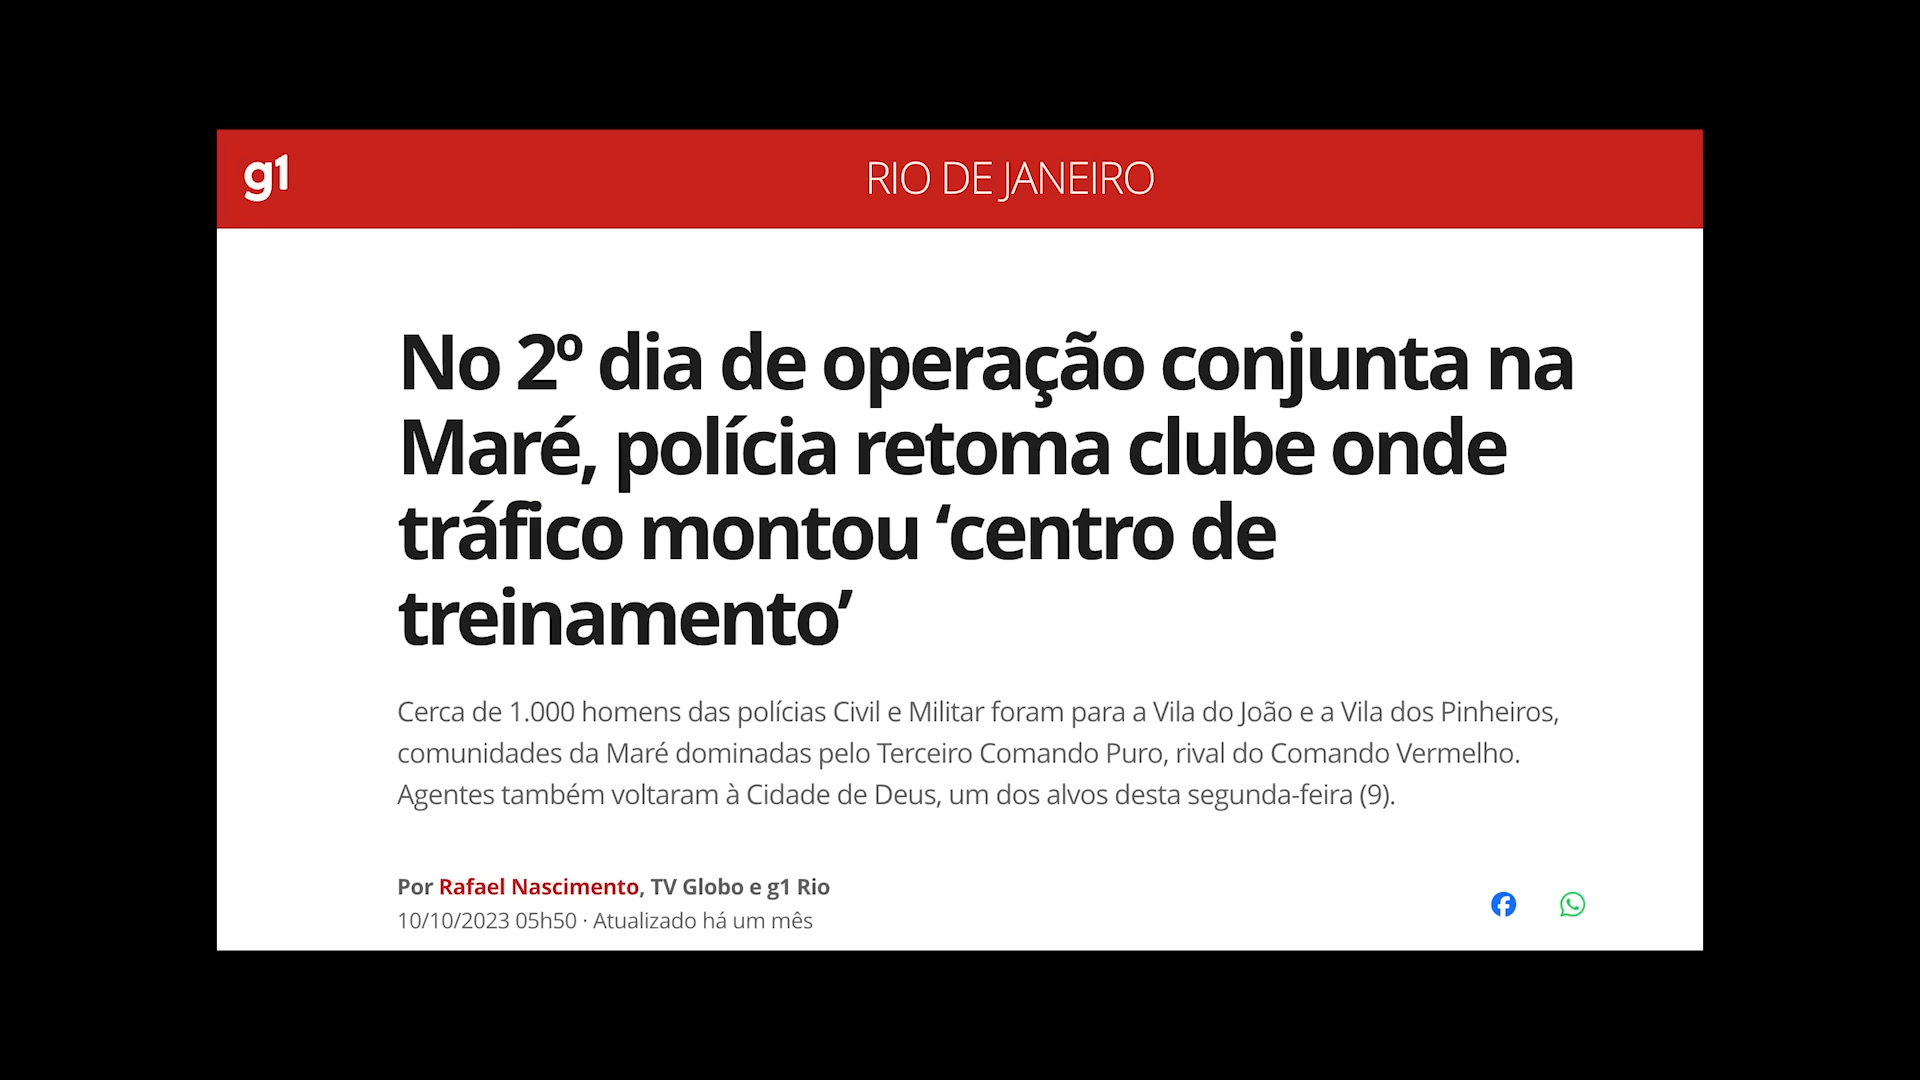 g1
RIO DE JANEIRO
No 2º dia de operação conjunta na
Maré, polícia retoma clube onde
tráfico montou ‘centro de
treinamento’
Cerca de 1.000 homens das polícias Civil e Militar foram para a Vila do João e a Vila dos Pinheiros,
comunidades da Maré dominadas pelo Terceiro Comando Puro, rival do Comando Vermelho.
Agentes também voltaram à Cidade de Deus, um dos alvos desta segunda-feira (9).
Por Rafael Nascimento, TV Globo e g1 Rio
10/10/2023 05h50 · Atualizado há um mês